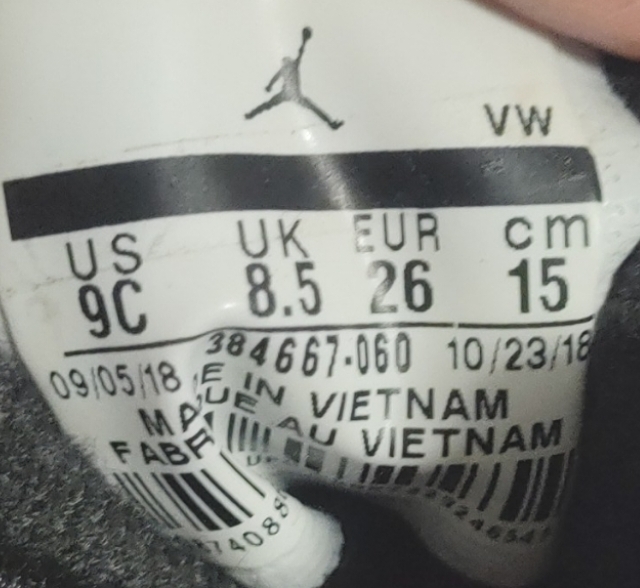 VW
US UK EUR cm
9C 8.5 26 15
384667-060
09/05/18 10/23/18
IN VIETNAM
AU VIETNAM